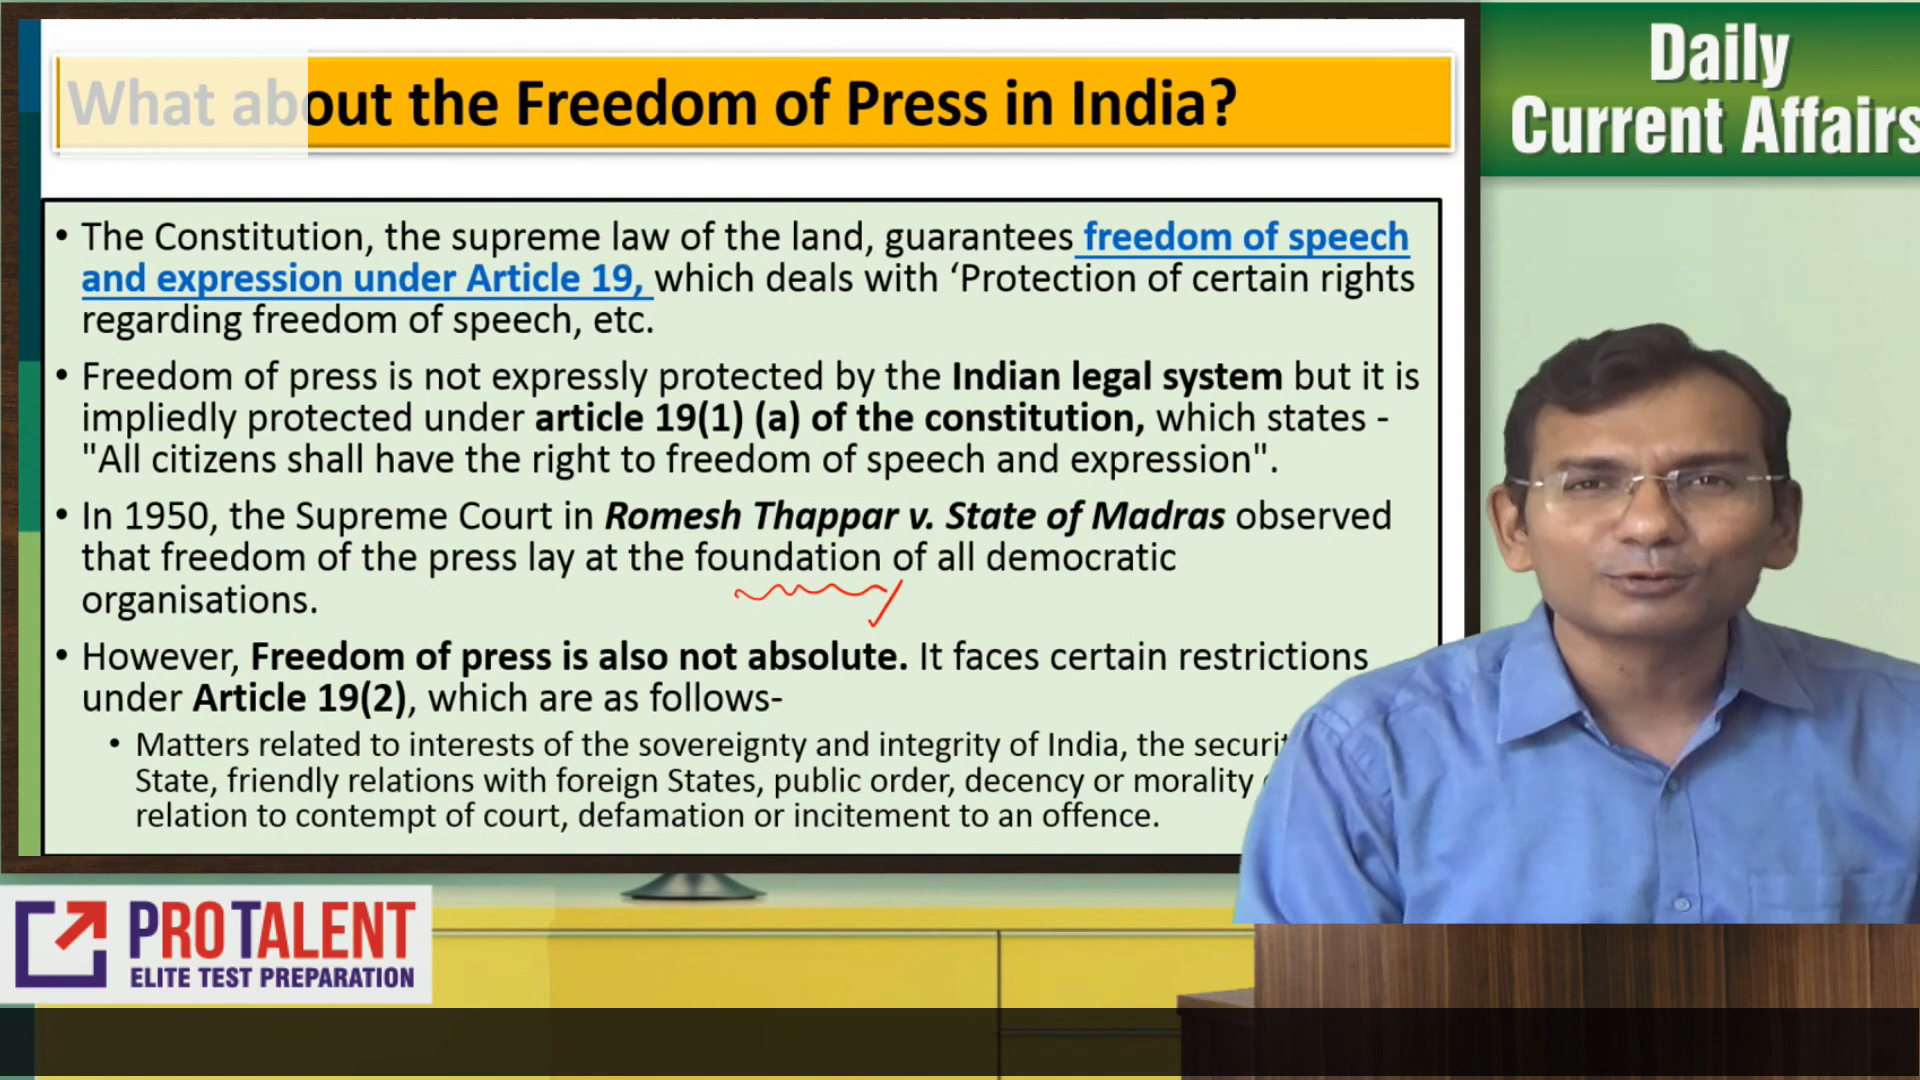 What about the Freedom of Press in India?
Daily
Current Affairs
• The Constitution, the supreme law of the land, guarantees freedom of speech
and expression under Article 19, which deals with ‘Protection of certain rights
regarding freedom of speech, etc.
• Freedom of press is not expressly protected by the Indian legal system but it is
impliedly protected under article 19(1) (a) of the constitution, which states -
"All citizens shall have the right to freedom of speech and expression".
• In 1950, the Supreme Court in Romesh Thappar v. State of Madras observed
that freedom of the press lay at the foundation of all democratic
organisations.
• However, Freedom of press is also not absolute. It faces certain restrictions
under Article 19(2), which are as follows-
• Matters related to interests of the sovereignty and integrity of India, the
State, friendly relations with foreign States, public order, decency or morality
relation to contempt of court, defamation or incitement to an offence.
PROTALENT
ELITE TEST PREPARATION